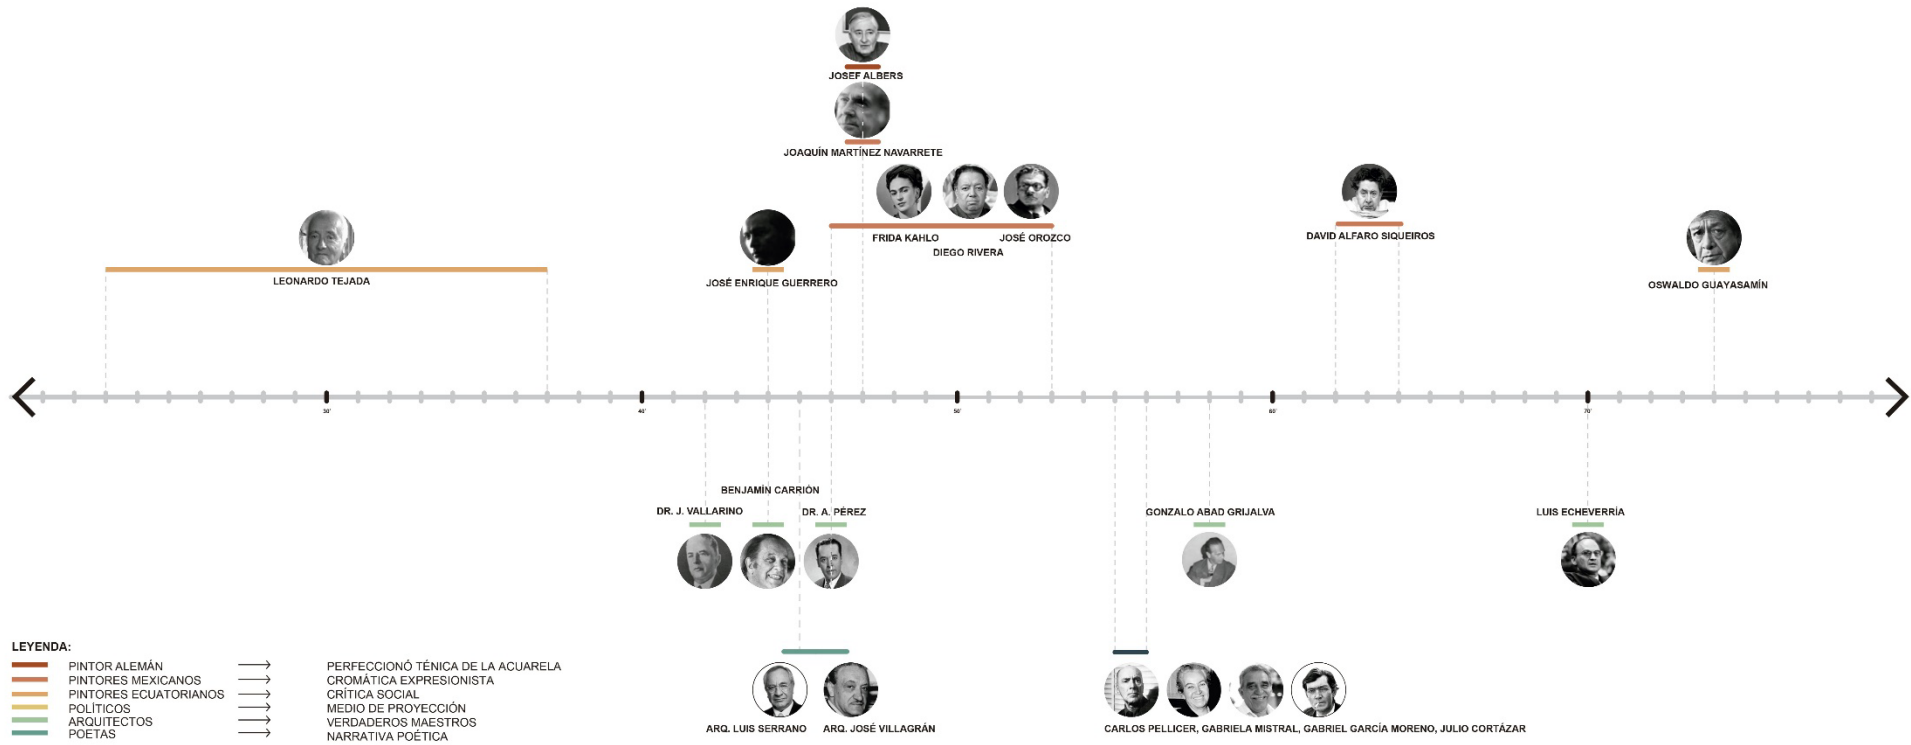 JOSEF ALBERS
JOAQUÍN MARTÍNEZ NAVARRETE
FRIDA KAHLO
JOSÉ OROZCO
DIEGO RIVERA
DAVID ALFARO SIQUEIROS
LEONARDO TEJADA
JOSÉ ENRIQUE GUERRERO
OSWALDO GUAYASAMÍN
30'
40'
50'
60'
70'
BENJAMÍN CARRIÓN
DR. J. VALLARINO
DR. A. PÉREZ
GONZALO ABAD GRIJALVA
LUIS ECHEVERRÍA
ARQ. LUIS SERRANO
ARQ. JOSÉ VILLAGRÁN
CARLOS PELLICER, GABRIELA MISTRAL, GABRIEL GARCÍA MORENO, JULIO CORTÁZAR
LEYENDA:
PINTOR ALEMÁN PERFECCIONÓ TÉNICA DE LA ACUARELA
PINTORES MEXICANOS CROMÁTICA EXPRESIONISTA
PINTORES ECUATORIANOS CRÍTICA SOCIAL
POLÍTICOS MEDIO DE PROYECCIÓN
ARQUITECTOS VERDADEROS MAESTROS
POETAS NARRATIVA POÉTICA